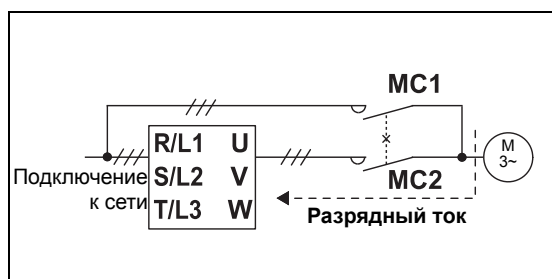 MC1
R/L1 U
S/L2 V
T/L3 W
Подключение
к сети
MC2
M
3~
Разрядный ток